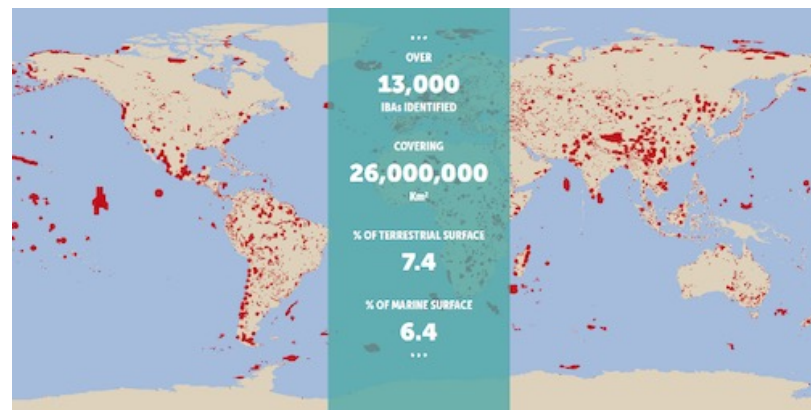 • • •
OVER
13,000
IBAs IDENTIFIED
COVERING
26,000,000
Km²
% OF TERRESTRIAL SURFACE
7.4
% OF MARINE SURFACE
6.4
• • •